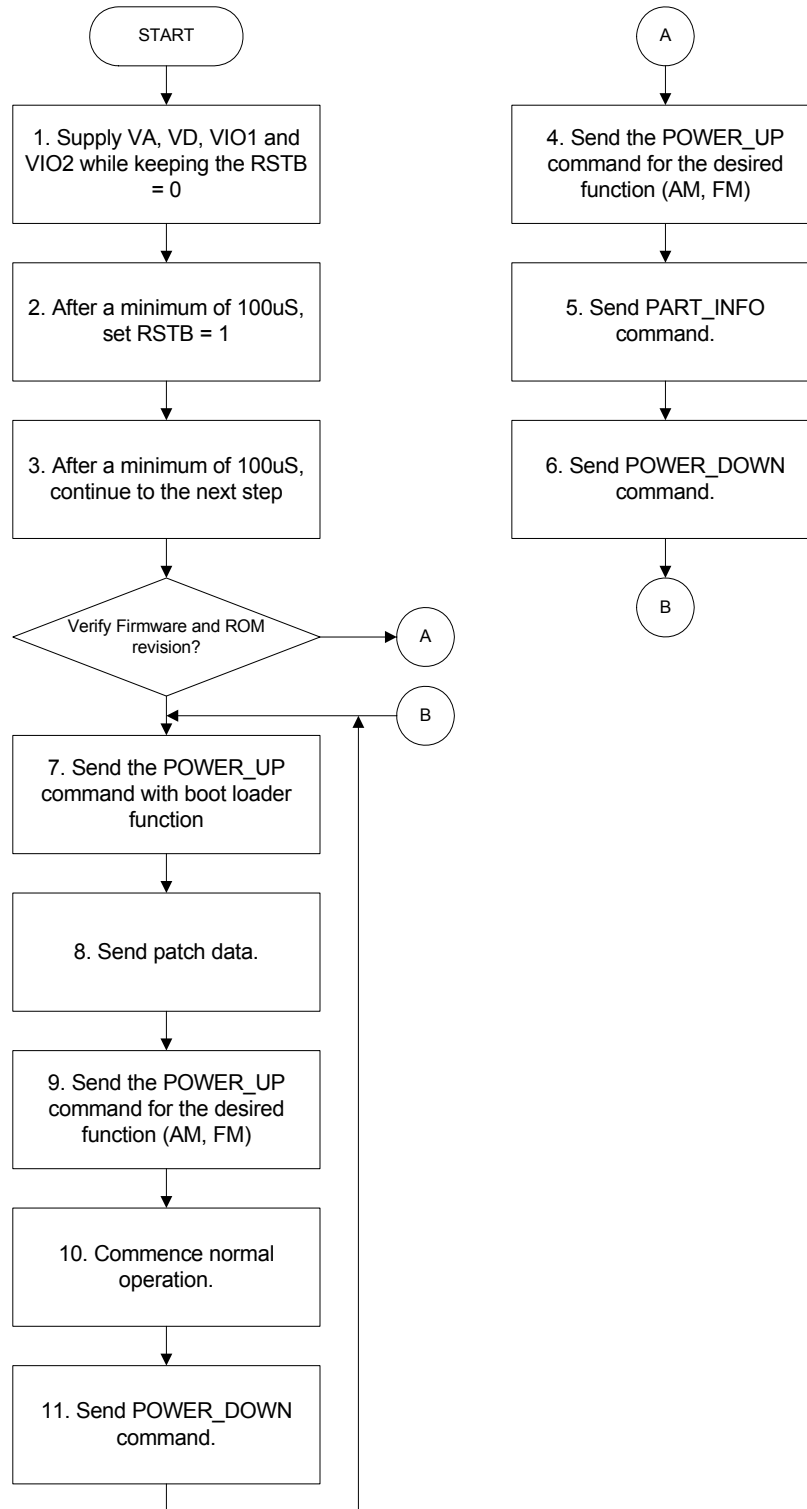 START
1. Supply VA, VD, VIO1 and
VIO2 while keeping the RSTB
= 0
2. After a minimum of 100uS,
set RSTB = 1
3. After a minimum of 100uS,
continue to the next step
Verify Firmware and ROM
revision?
A
B
7. Send the POWER_UP
command with boot loader
function
8. Send patch data.
9. Send the POWER_UP
command for the desired
function (AM, FM)
10. Commence normal
operation.
11. Send POWER_DOWN
command.
A
4. Send the POWER_UP
command for the desired
function (AM, FM)
5. Send PART_INFO
command.
6. Send POWER_DOWN
command.
B